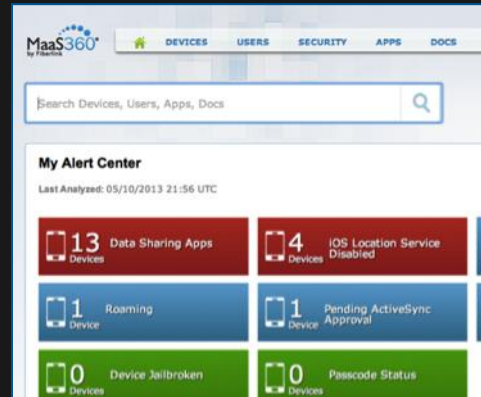 MaaS360
by Fiberlink
DEVICES USERS SECURITY APPS DOCS
Search Devices, Users, Apps, Docs
My Alert Center
Last Analyzed: 05/10/2013 21:56 UTC
13 Devices Data Sharing Apps
4 Devices iOS Location Service Disabled
1 Device Roaming
1 Device Pending ActiveSync Approval
0 Devices Device Jailbroken
0 Devices Passcode Status